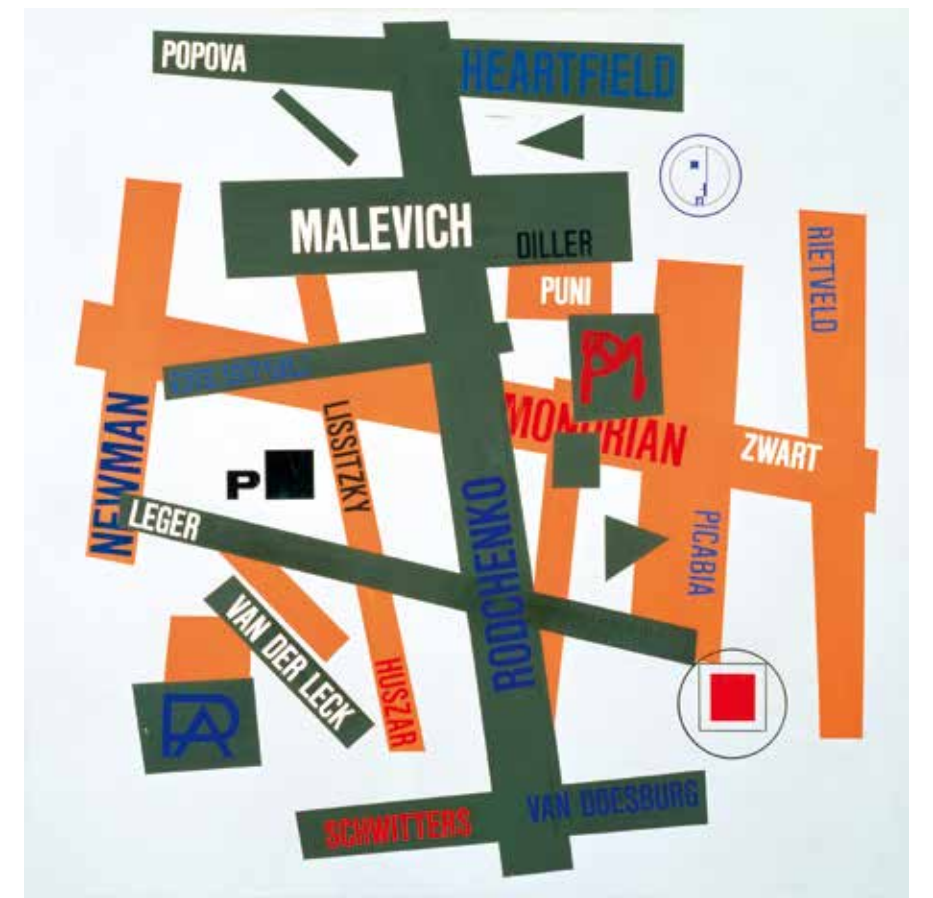 POPOVA
HEARTFIELD
MALEVICH
DILLER
PUNI
RIETVELD
MONDRIAN
ZWART
NEWMAN
LISSITZKY
P
LEGER
RODCHENKO
PICABIA
VAN DER LECK
HUSZAR
SCHWITTERS
VAN DOESBURG